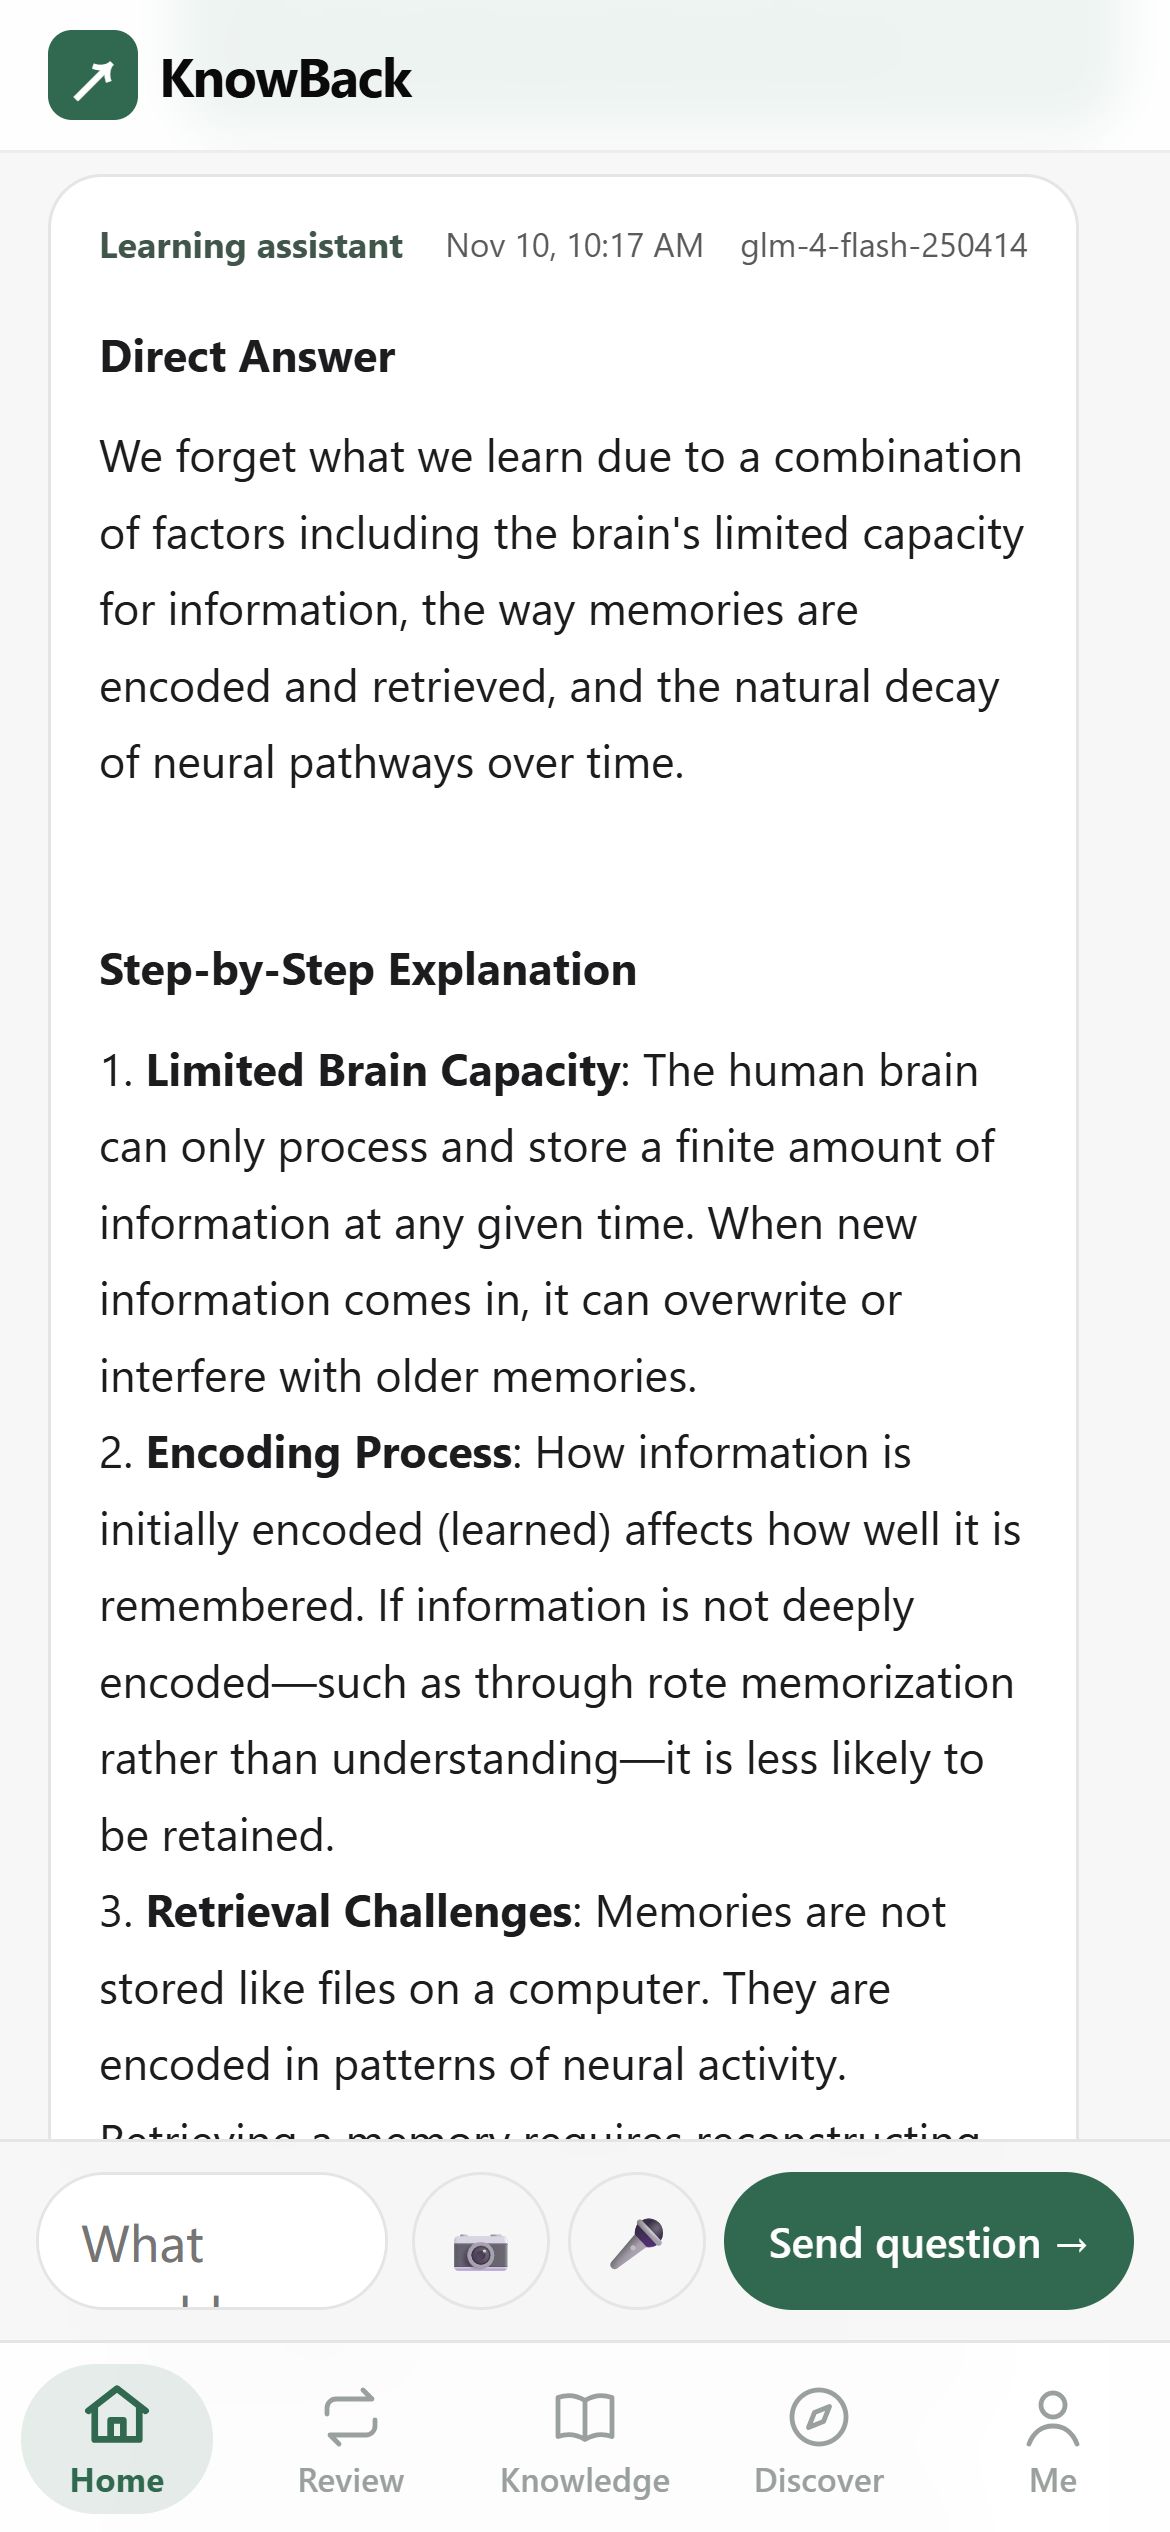 KnowBack
Learning assistant Nov 10, 10:17 AM glm-4-flash-250414
Direct Answer
We forget what we learn due to a combination
of factors including the brain's limited capacity
for information, the way memories are
encoded and retrieved, and the natural decay
of neural pathways over time.
Step-by-Step Explanation
1. Limited Brain Capacity: The human brain
can only process and store a finite amount of
information at any given time. When new
information comes in, it can overwrite or
interfere with older memories.
2. Encoding Process: How information is
initially encoded (learned) affects how well it is
remembered. If information is not deeply
encoded—such as through rote memorization
rather than understanding—it is less likely to
be retained.
3. Retrieval Challenges: Memories are not
stored like files on a computer. They are
encoded in patterns of neural activity.
Retrieving a memory requires reconstructing
What
Send question →
Home
Review
Knowledge
Discover
Me